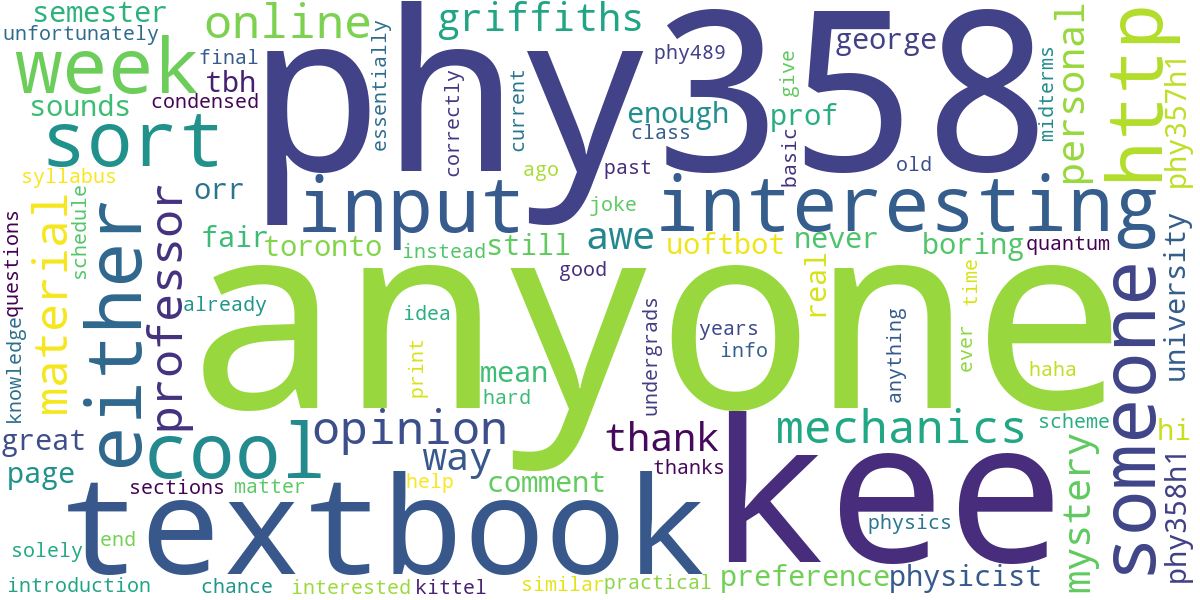 semester
unfortunately
online
griffiths
phy358
phy489
george
give
midterms
personal
http
phy357h1
week
final
tbh
condensed
essentially
correctly
current
enough
class
prof
basic
old
sounds
sort
syllabus
orr
ago
past
joke
input
interesting
questions
material
schedule
either
professor
fair
toronto
instead
still
awe
uoftbot
never
real
boring
quantum
someone
university
good
anyone
time
already
idea
print
mean
hard
undergrads
years
info
anything
ever
haha
knowledge
great
page
cool
opinion
way
thank
thanks
mechanics
scheme
hi
mystery
phy358h1
sections
matter
help
comment
textbook
kee
physics
solely
end
introduction
chance
interested
kittel
similar
practical
preference
physicist